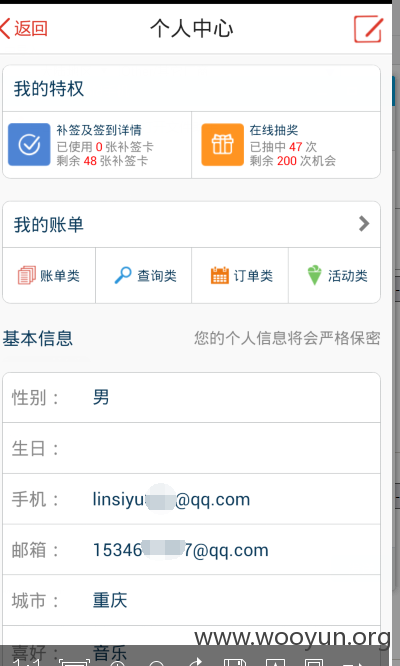 返回 个人中心
我的特权
补签及签到详情
已使用 0 张补签卡
剩余 48 张补签卡
在线抽奖
已抽中 47 次
剩余 200 次机会
我的账单
账单类 查询类 订单类 活动类
基本信息 您的个人信息将会严格保密
性别： 男
生日：
手机： linsiyu @qq.com
邮箱： 15346 7@qq.com
城市： 重庆
喜好： 音乐
www.wooyun.org
1:1